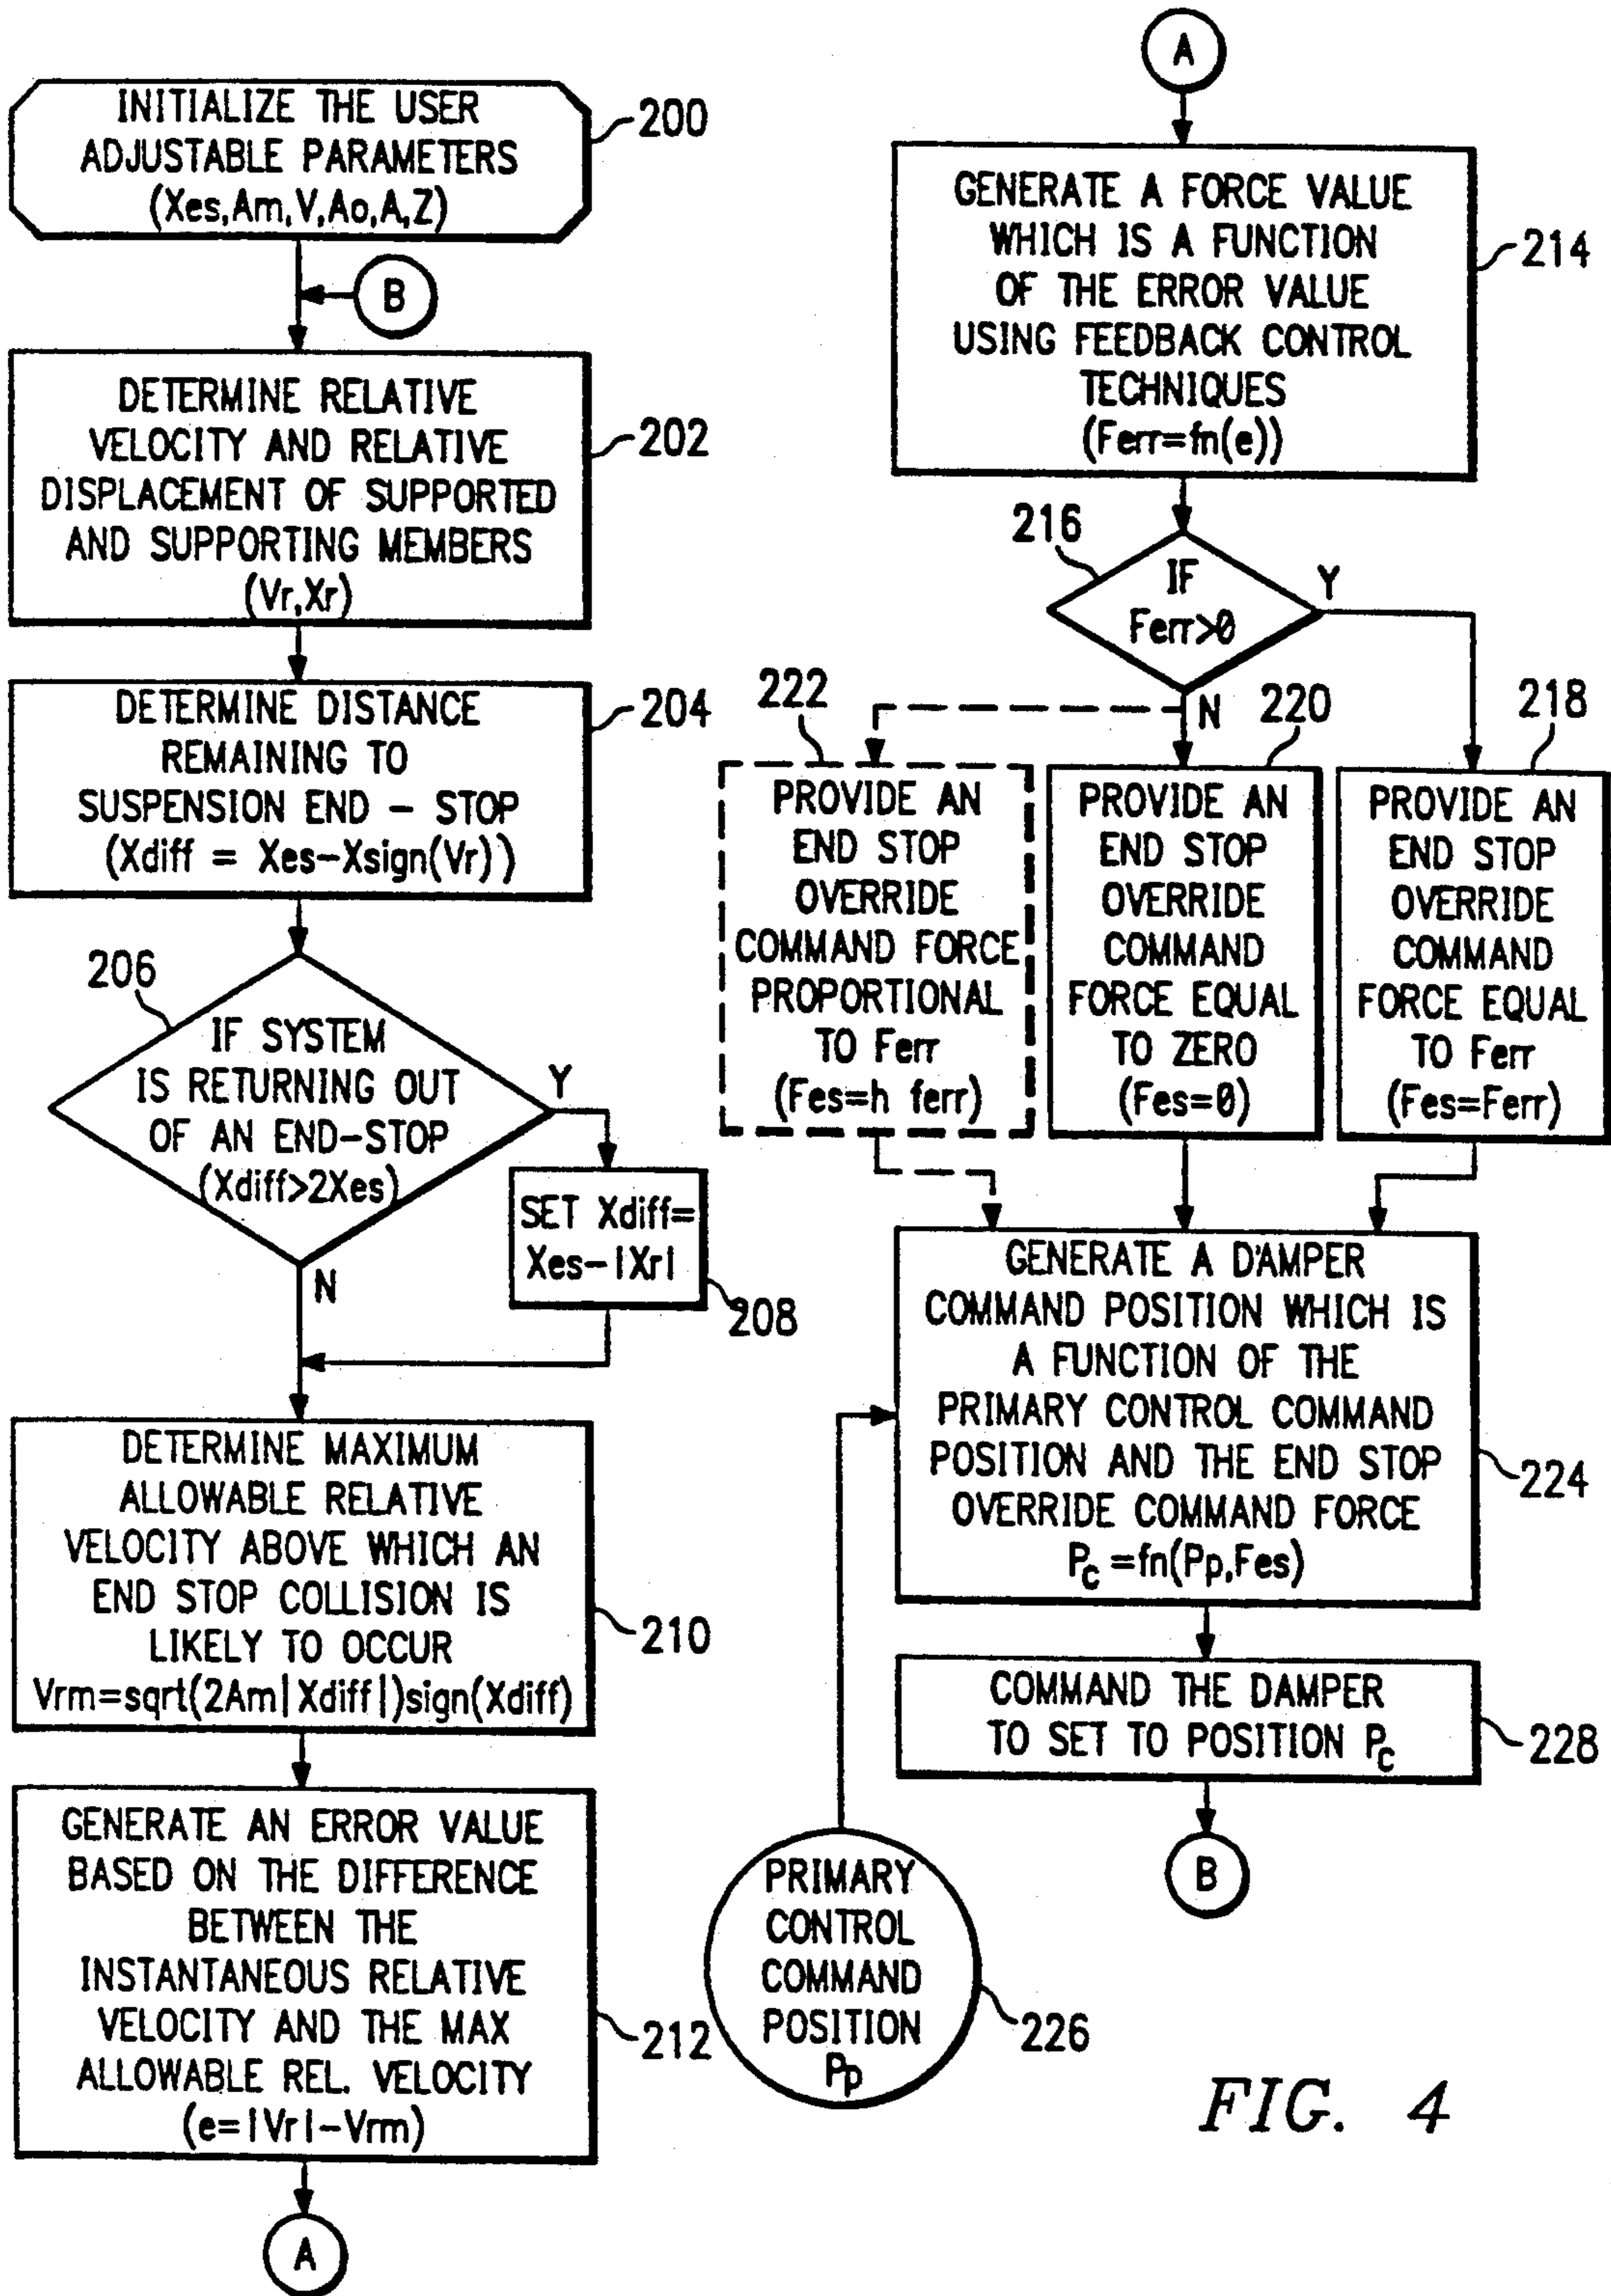 INITIALIZE THE USER
ADJUSTABLE PARAMETERS
(Xes,Am,V,Ao,A,Z)
200
B
DETERMINE RELATIVE
VELOCITY AND RELATIVE
DISPLACEMENT OF SUPPORTED
AND SUPPORTING MEMBERS
(Vr,Xr)
202
DETERMINE DISTANCE
REMAINING TO
SUSPENSION END - STOP
(Xdiff = Xes-Xsign(Vr))
204
206
IF SYSTEM
IS RETURNING OUT
OF AN END-STOP
(Xdiff>2Xes)
Y
N
SET Xdiff=
Xes-|Xr|
208
DETERMINE MAXIMUM
ALLOWABLE RELATIVE
VELOCITY ABOVE WHICH AN
END STOP COLLISION IS
LIKELY TO OCCUR
Vrm=sqrt(2Am|Xdiff|)sign(Xdiff)
210
GENERATE AN ERROR VALUE
BASED ON THE DIFFERENCE
BETWEEN THE
INSTANTANEOUS RELATIVE
VELOCITY AND THE MAX
ALLOWABLE REL. VELOCITY
(e=|Vr|-Vrm)
212
A
A
GENERATE A FORCE VALUE
WHICH IS A FUNCTION
OF THE ERROR VALUE
USING FEEDBACK CONTROL
TECHNIQUES
(Ferr=fn(e))
214
216
IF
Ferr>0
Y
N
222
PROVIDE AN
END STOP
OVERRIDE
COMMAND FORCE
PROPORTIONAL
TO Ferr
(Fes=h ferr)
220
PROVIDE AN
END STOP
OVERRIDE
COMMAND
FORCE EQUAL
TO ZERO
(Fes=0)
218
PROVIDE AN
END STOP
OVERRIDE
COMMAND
FORCE EQUAL
TO Ferr
(Fes=Ferr)
GENERATE A D'AMPER
COMMAND POSITION WHICH IS
A FUNCTION OF THE
PRIMARY CONTROL COMMAND
POSITION AND THE END STOP
OVERRIDE COMMAND FORCE
Pc =fn(Pp,Fes)
224
COMMAND THE DAMPER
TO SET TO POSITION Pc
228
B
PRIMARY
CONTROL
COMMAND
POSITION
Pp
226
FIG. 4